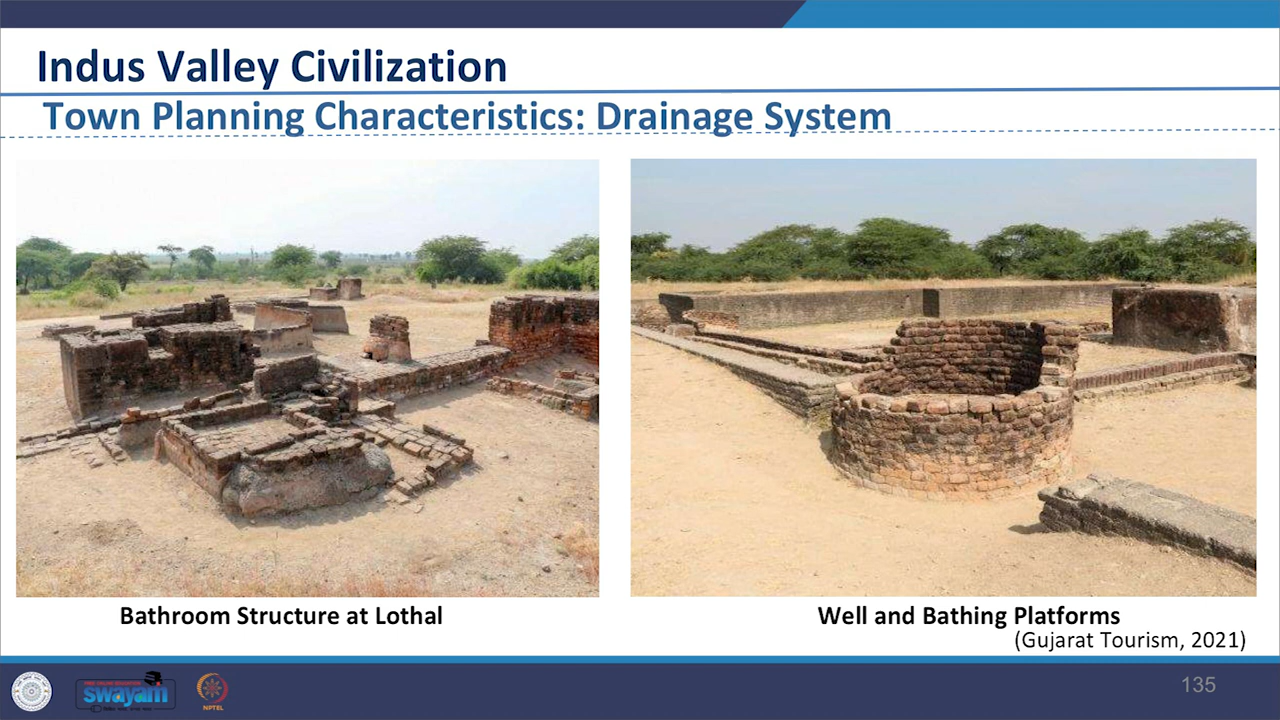 Indus Valley Civilization
Town Planning Characteristics: Drainage System
Bathroom Structure at Lothal
Well and Bathing Platforms
(Gujarat Tourism, 2021)
swayam
NPTEL
135